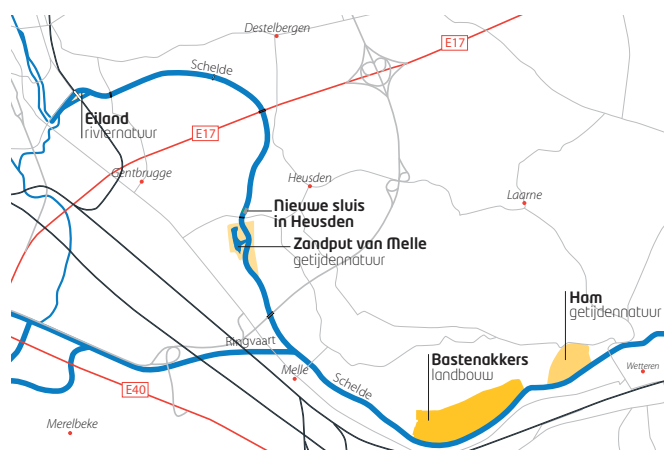 Destelbergen
E17
Schelde
Eiland
riviernatuur
E17
Gentbrugge
Heusden
Laarne
Nieuwe sluis
in Heusden
Zandput van Melle
getijdennatuur
Ham
getijdennatuur
Ringvaart
Bastenakkers
landbouw
Melle
Wetteren
Schelde
E40
Merelbeke